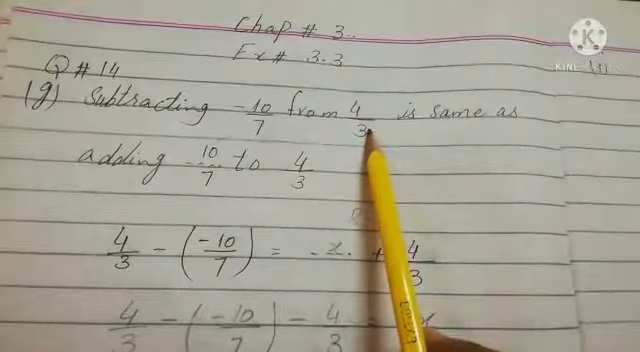 Chap # 3.
Ex # 3.3
Q # 14
(g) Subtracting -10/7 from 4/3 is same as
adding 10/7 to 4/3
4/3 - (-10/7) = x + 4/3
4/3 - (-10/7) - 4/3 = x
K
KINEMASTER